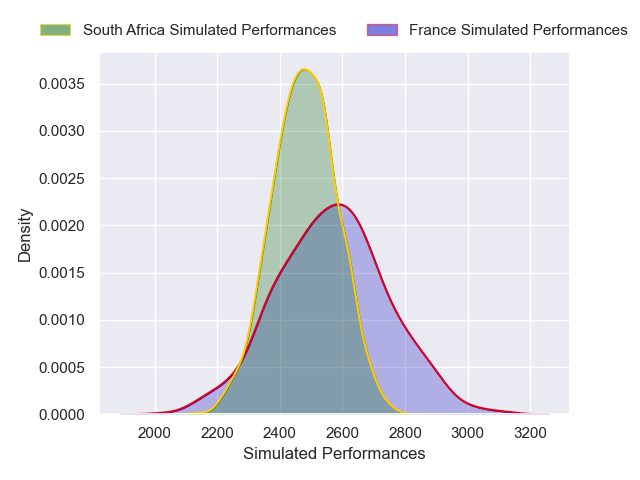 South Africa Simulated Performances France Simulated Performances
0.0035
0.0030
0.0025
0.0020
0.0015
0.0010
0.0005
0.0000
Density
2000 2200 2400 2600 2800 3000 3200
Simulated Performances